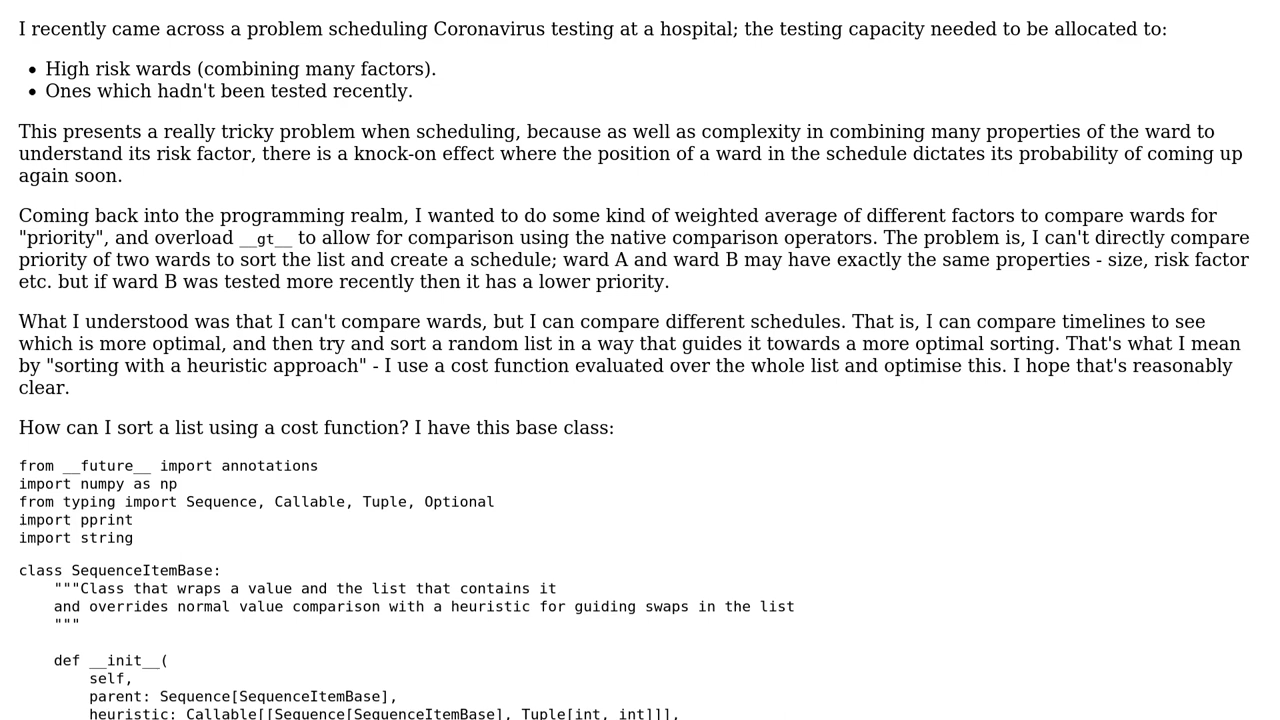 I recently came across a problem scheduling Coronavirus testing at a hospital; the testing capacity needed to be allocated to:
• High risk wards (combining many factors).
• Ones which hadn't been tested recently.
This presents a really tricky problem when scheduling, because as well as complexity in combining many properties of the ward to
understand its risk factor, there is a knock-on effect where the position of a ward in the schedule dictates its probability of coming up
again soon.
Coming back into the programming realm, I wanted to do some kind of weighted average of different factors to compare wards for
"priority", and overload __gt__ to allow for comparison using the native comparison operators. The problem is, I can't directly compare
priority of two wards to sort the list and create a schedule; ward A and ward B may have exactly the same properties - size, risk factor
etc. but if ward B was tested more recently then it has a lower priority.
What I understood was that I can't compare wards, but I can compare different schedules. That is, I can compare timelines to see
which is more optimal, and then try and sort a random list in a way that guides it towards a more optimal sorting. That's what I mean
by "sorting with a heuristic approach" - I use a cost function evaluated over the whole list and optimise this. I hope that's reasonably
clear.
How can I sort a list using a cost function? I have this base class:
from __future__ import annotations
import numpy as np
from typing import Sequence, Callable, Tuple, Optional
import pprint
import string
class SequenceItemBase:
    """Class that wraps a value and the list that contains it
    and overrides normal value comparison with a heuristic for guiding swaps in the list
    """
    def __init__(
        self,
        parent: Sequence[SequenceItemBase],
        heuristic: Callable[[Sequence[SequenceItemBase], Tuple[int, int]]],